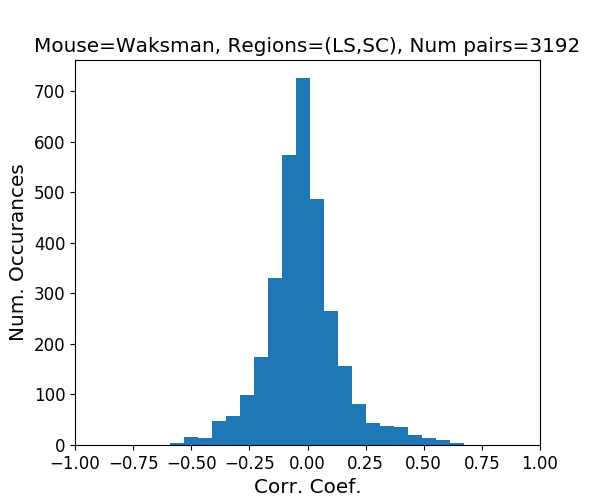 Mouse=Waksman, Regions=(LS,SC), Num pairs=3192
Num. Occurances
700
600
500
400
300
200
100
0
−1.00 −0.75 −0.50 −0.25 0.00 0.25 0.50 0.75 1.00
Corr. Coef.